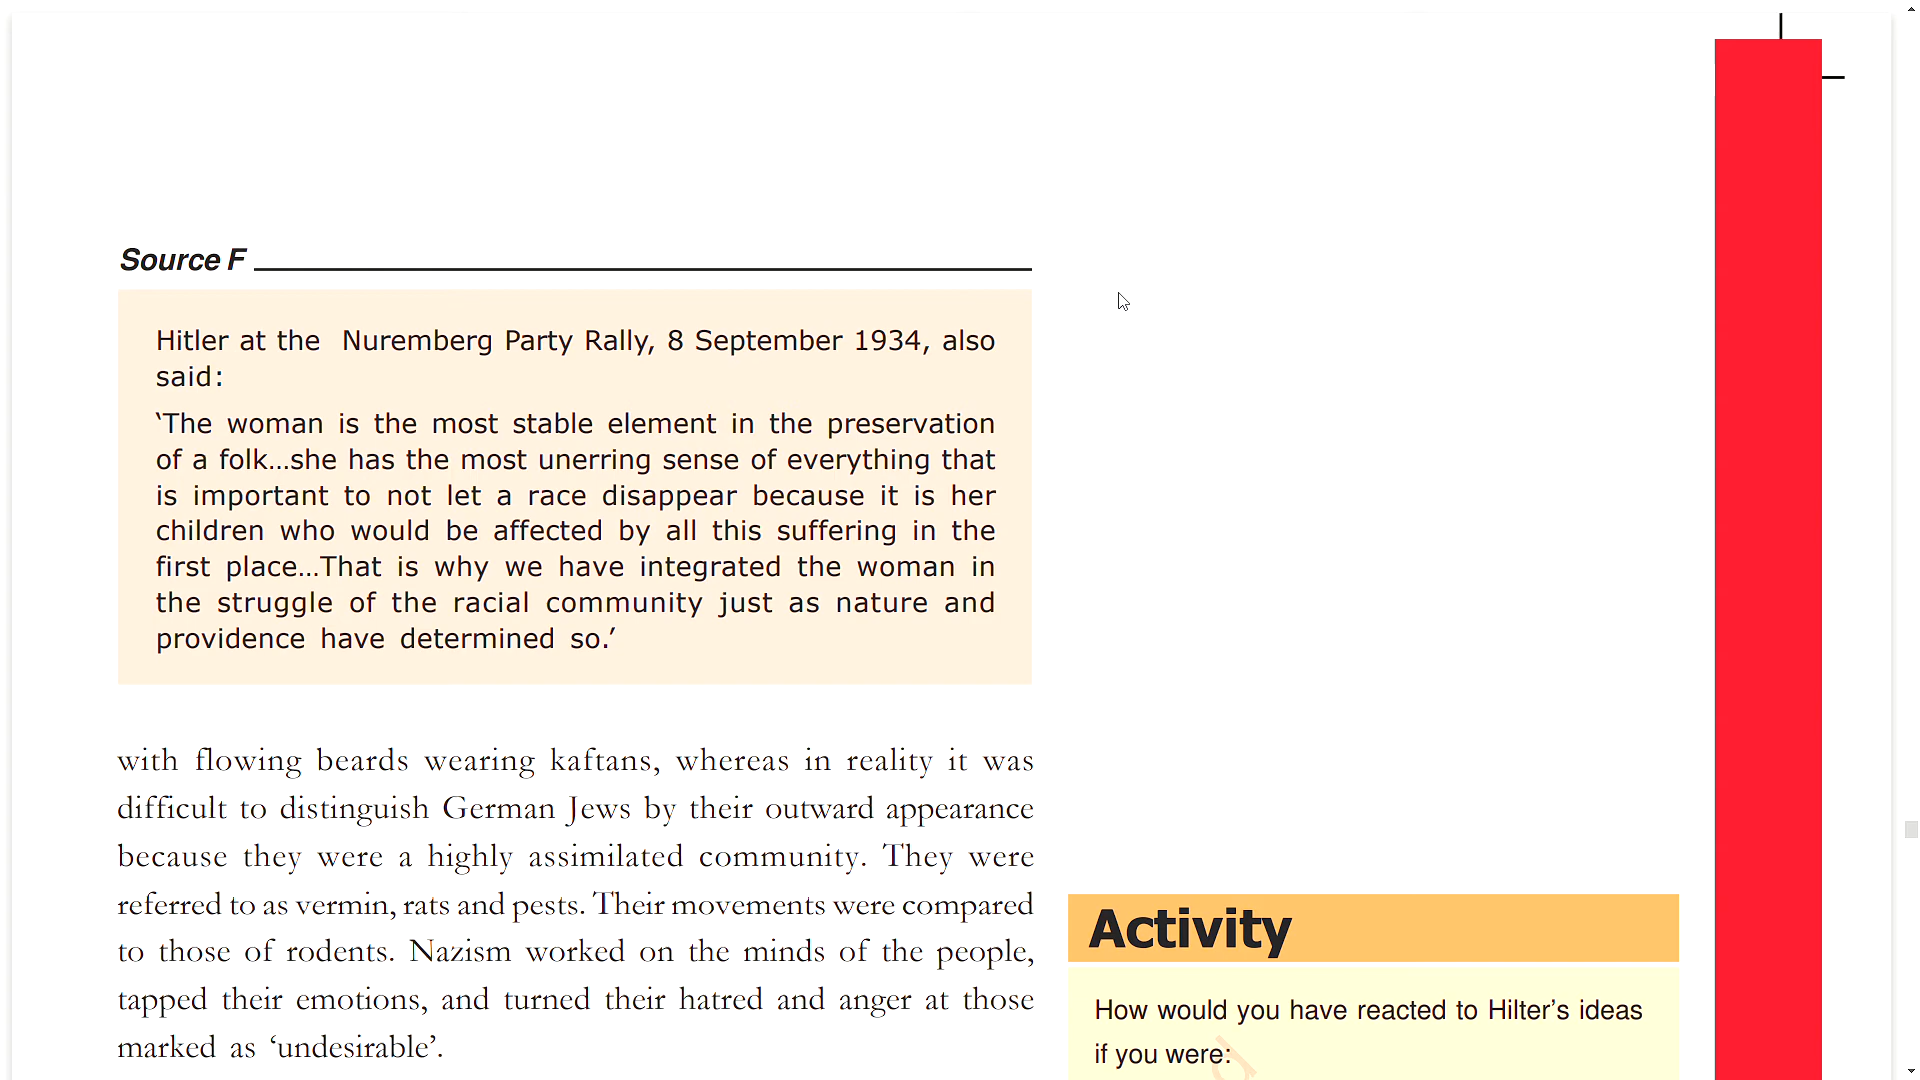 Source F
Hitler at the Nuremberg Party Rally, 8 September 1934, also
said:
‘The woman is the most stable element in the preservation
of a folk…she has the most unerring sense of everything that
is important to not let a race disappear because it is her
children who would be affected by all this suffering in the
first place…That is why we have integrated the woman in
the struggle of the racial community just as nature and
providence have determined so.’
with flowing beards wearing kaftans, whereas in reality it was
difficult to distinguish German Jews by their outward appearance
because they were a highly assimilated community. They were
referred to as vermin, rats and pests. Their movements were compared
to those of rodents. Nazism worked on the minds of the people,
tapped their emotions, and turned their hatred and anger at those
marked as ‘undesirable’.
Activity
How would you have reacted to Hilter’s ideas
if you were: